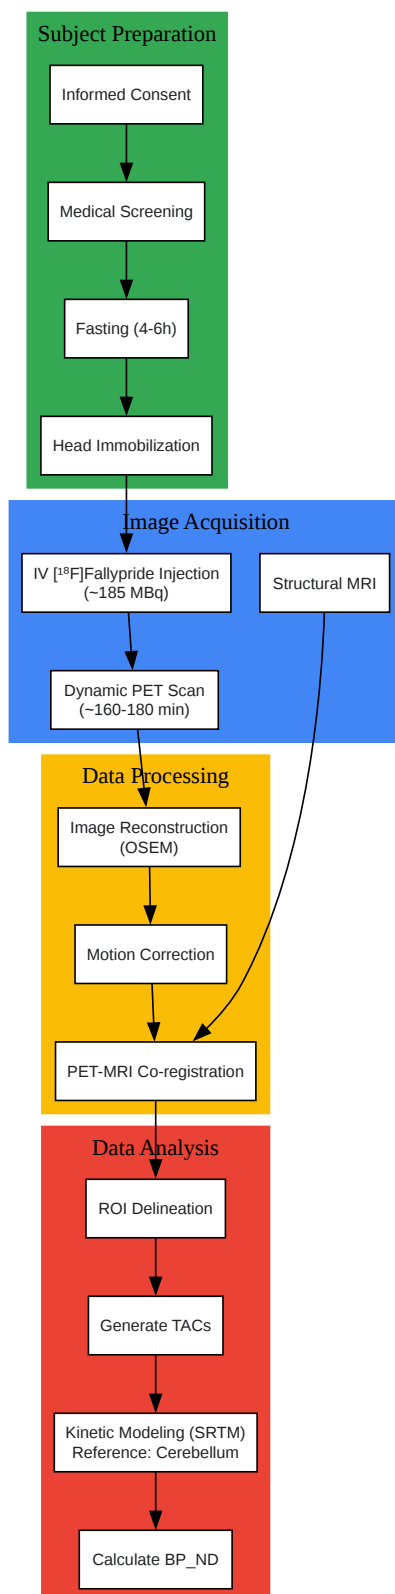 Subject Preparation
Informed Consent
Medical Screening
Fasting (4-6h)
Head Immobilization
Image Acquisition
IV [¹⁸F]Fallypride Injection
(~185 MBq)
Structural MRI
Dynamic PET Scan
(~160-180 min)
Data Processing
Image Reconstruction
(OSEM)
Motion Correction
PET-MRI Co-registration
Data Analysis
ROI Delineation
Generate TACs
Kinetic Modeling (SRTM)
Reference: Cerebellum
Calculate BP_ND